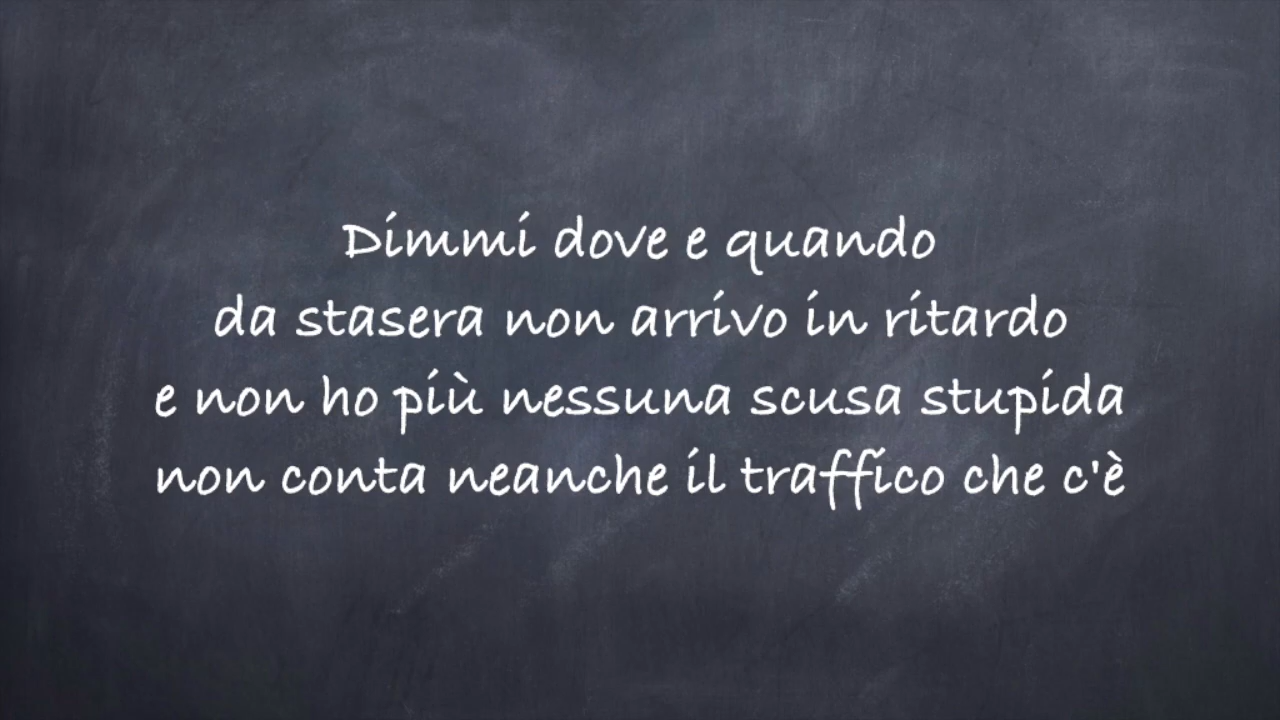 Dimmi dove e quando
da stasera non arrivo in ritardo
e non ho più nessuna scusa stupida
non conta neanche il traffico che c'è